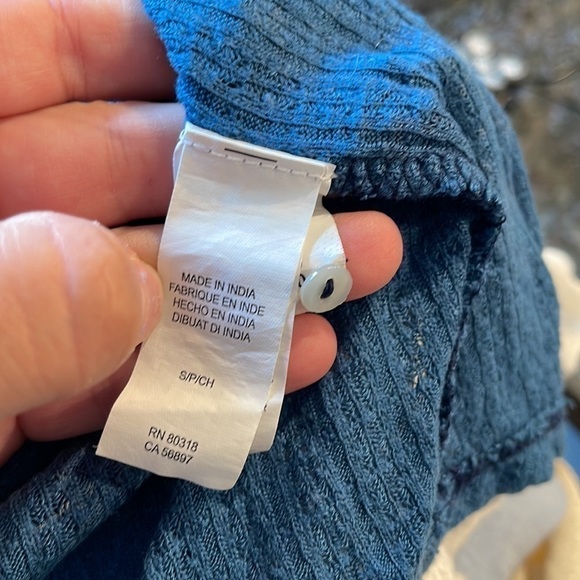 MADE IN INDIA
FABRIQUE EN INDE
HECHO EN INDIA
DIBUAT DI INDIA
S/P/CH
RN 80318
CA 56897